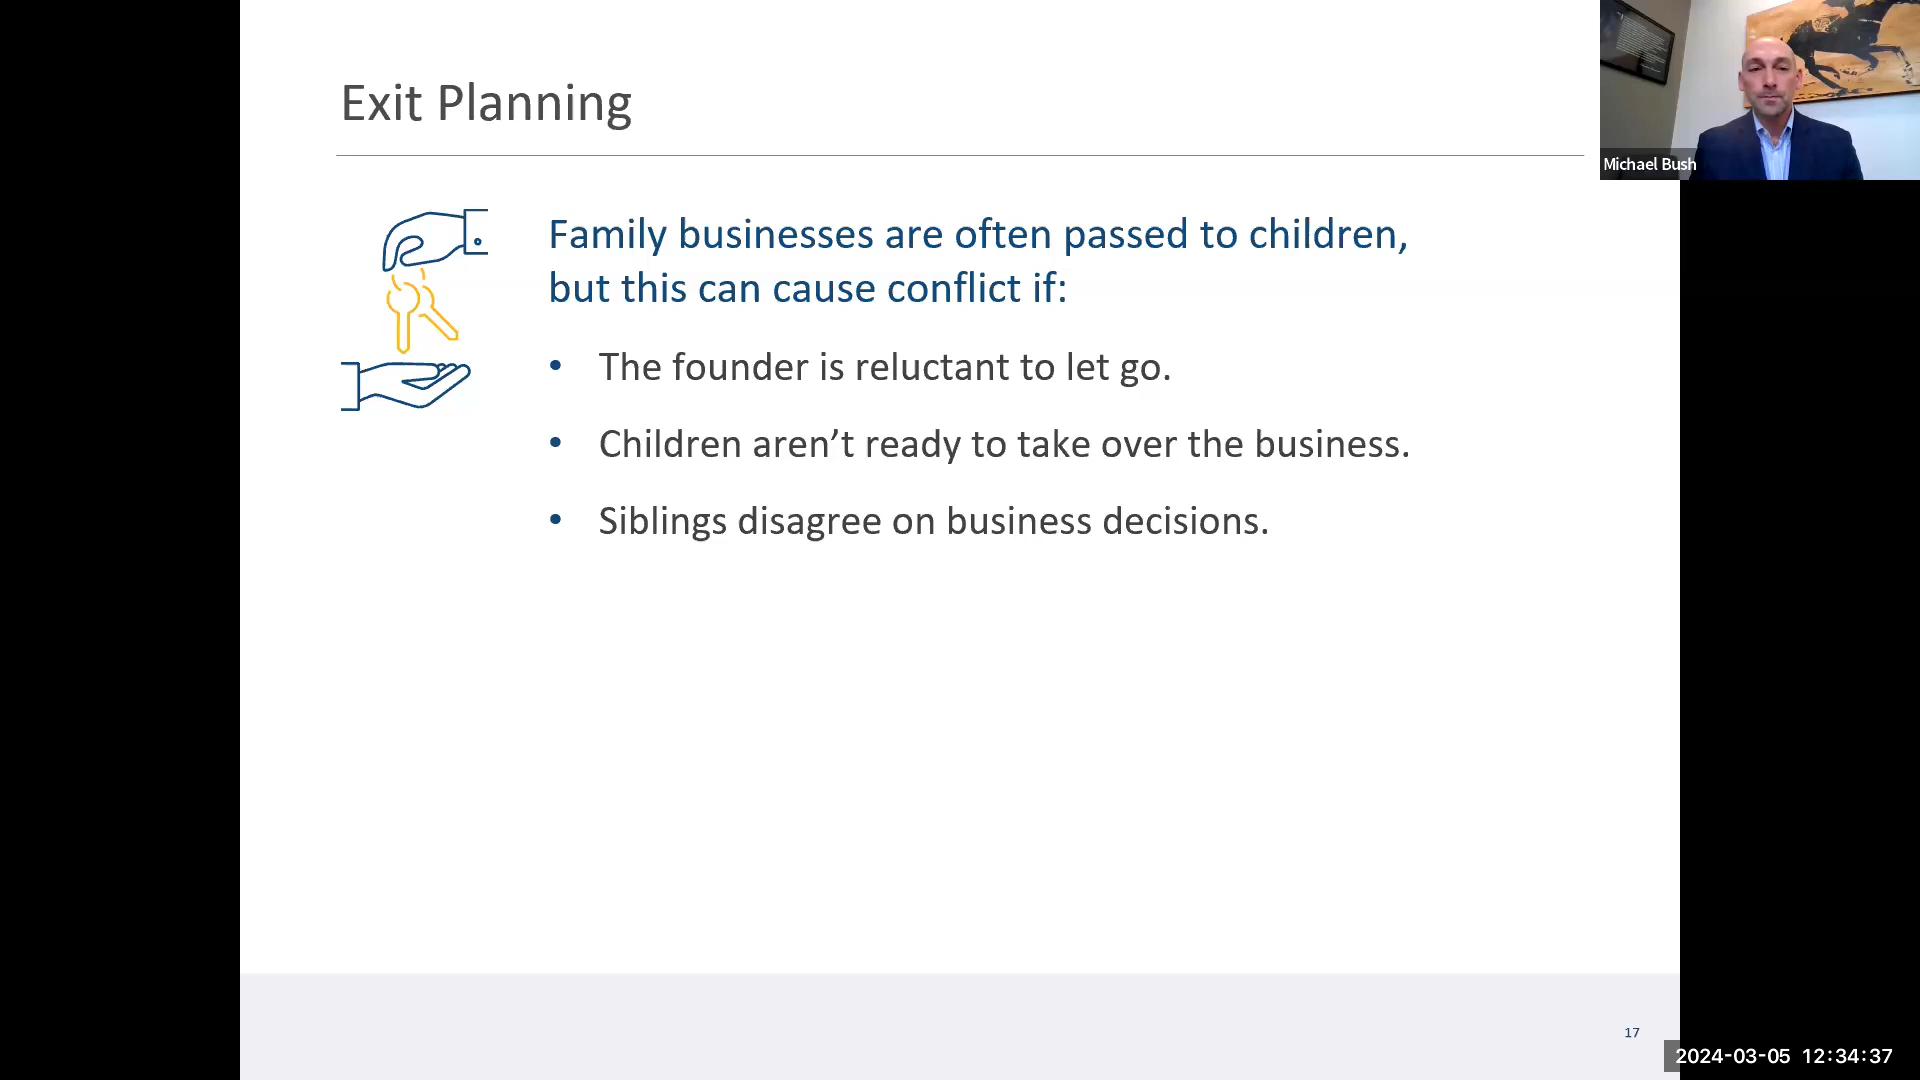 Exit Planning
Michael Bush
Family businesses are often passed to children,
but this can cause conflict if:
• The founder is reluctant to let go.
• Children aren’t ready to take over the business.
• Siblings disagree on business decisions.
17
2024-03-05 12:34:37